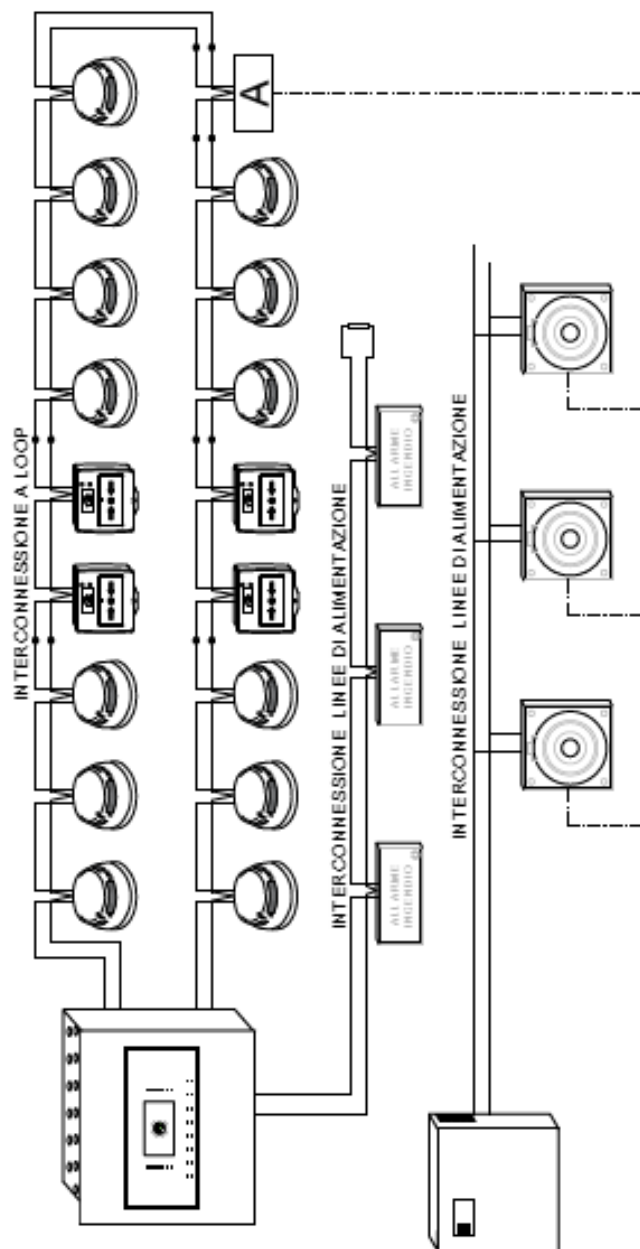 INTERCONNESSIONE A LOOP
A
INTERCONNESSIONE LINEE DI ALIMENTAZIONE
ALLARME
INCENDIO
ALLARME
INCENDIO
ALLARME
INCENDIO
INTERCONNESSIONE LINEE DI ALIMENTAZIONE